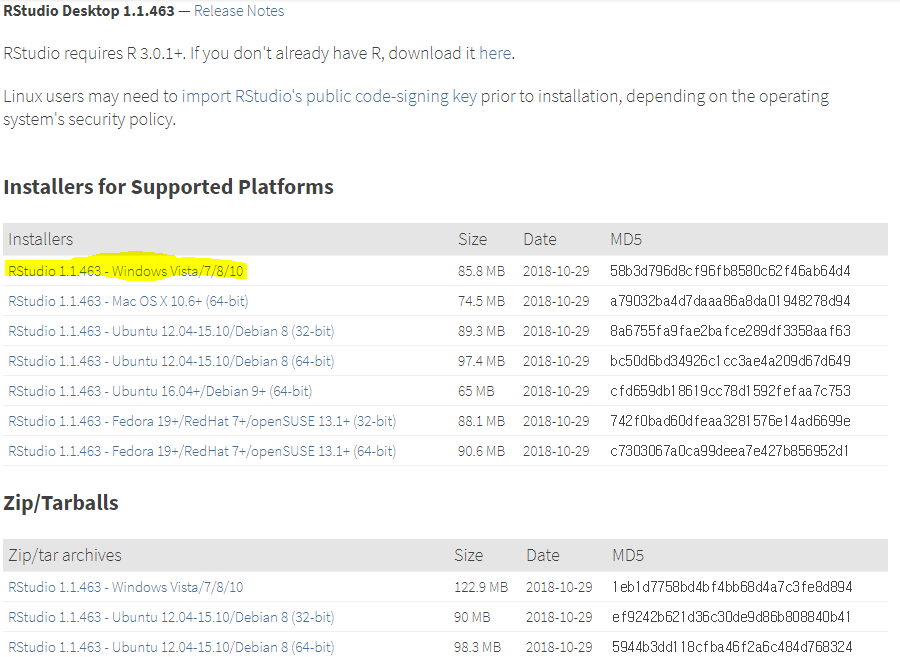 RStudio Desktop 1.1.463 — Release Notes
RStudio requires R 3.0.1+. If you don't already have R, download it here.
Linux users may need to import RStudio's public code-signing key prior to installation, depending on the operating
system's security policy.
Installers for Supported Platforms
Installers Size Date MD5
RStudio 1.1.463 - Windows Vista/7/8/10 85.8 MB 2018-10-29 58b3d796d8cf96fb8580c62f46ab64d4
RStudio 1.1.463 - Mac OS X 10.6+ (64-bit) 74.5 MB 2018-10-29 a79032ba4d7daaa86a8da01948278d94
RStudio 1.1.463 - Ubuntu 12.04-15.10/Debian 8 (32-bit) 89.3 MB 2018-10-29 8a6755fa9fae2bafce289df3358aaf63
RStudio 1.1.463 - Ubuntu 12.04-15.10/Debian 8 (64-bit) 97.4 MB 2018-10-29 bc50d6bd34926c1cc3ae4a209d67d649
RStudio 1.1.463 - Ubuntu 16.04+/Debian 9+ (64-bit) 65 MB 2018-10-29 cfd659db18619cc78d1592fefaa7c753
RStudio 1.1.463 - Fedora 19+/RedHat 7+/openSUSE 13.1+ (32-bit) 88.1 MB 2018-10-29 742f0bad60dfeaa3281576e14ad6699e
RStudio 1.1.463 - Fedora 19+/RedHat 7+/openSUSE 13.1+ (64-bit) 90.6 MB 2018-10-29 c7303067a0ca99deea7e427b856952d1
Zip/Tarballs
Zip/tar archives Size Date MD5
RStudio 1.1.463 - Windows Vista/7/8/10 122.9 MB 2018-10-29 1eb1d7758bd4bf4bb68d4a7c3fe8d894
RStudio 1.1.463 - Ubuntu 12.04-15.10/Debian 8 (32-bit) 90 MB 2018-10-29 ef9242b621d36c30de9d86b808840b41
RStudio 1.1.463 - Ubuntu 12.04-15.10/Debian 8 (64-bit) 98.3 MB 2018-10-29 5944b3dd118cfba46f2a6c484d768324